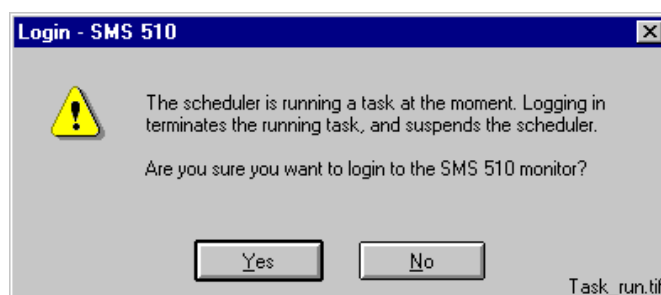 Login - SMS 510
The scheduler is running a task at the moment. Logging in
terminates the running task, and suspends the scheduler.
Are you sure you want to login to the SMS 510 monitor?
Yes No
Task_run.tif